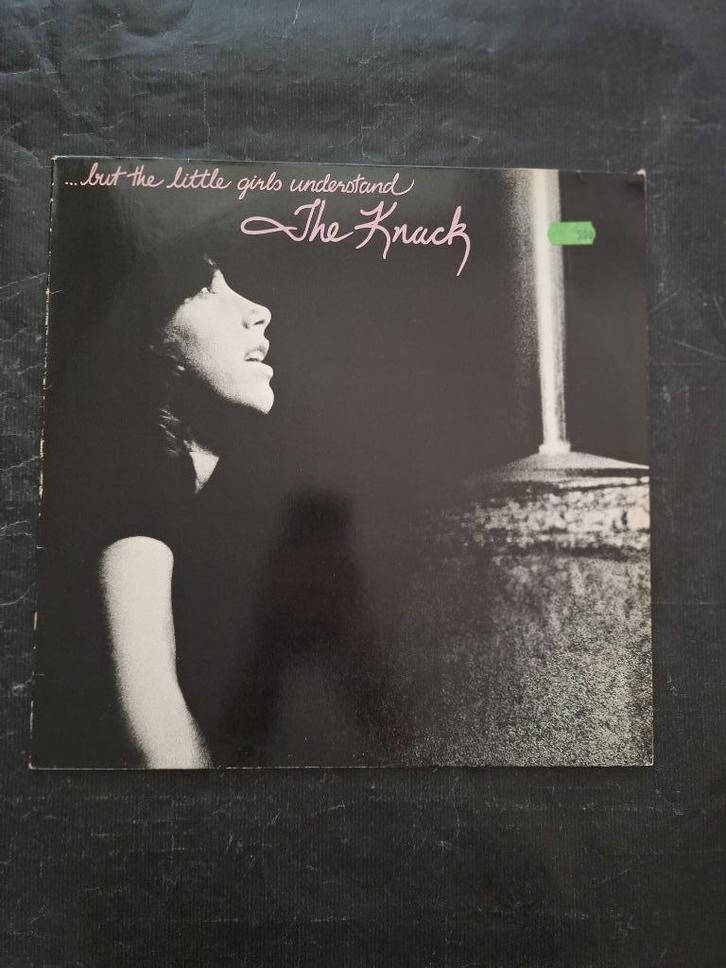 ...but the little girls understand
The Knack